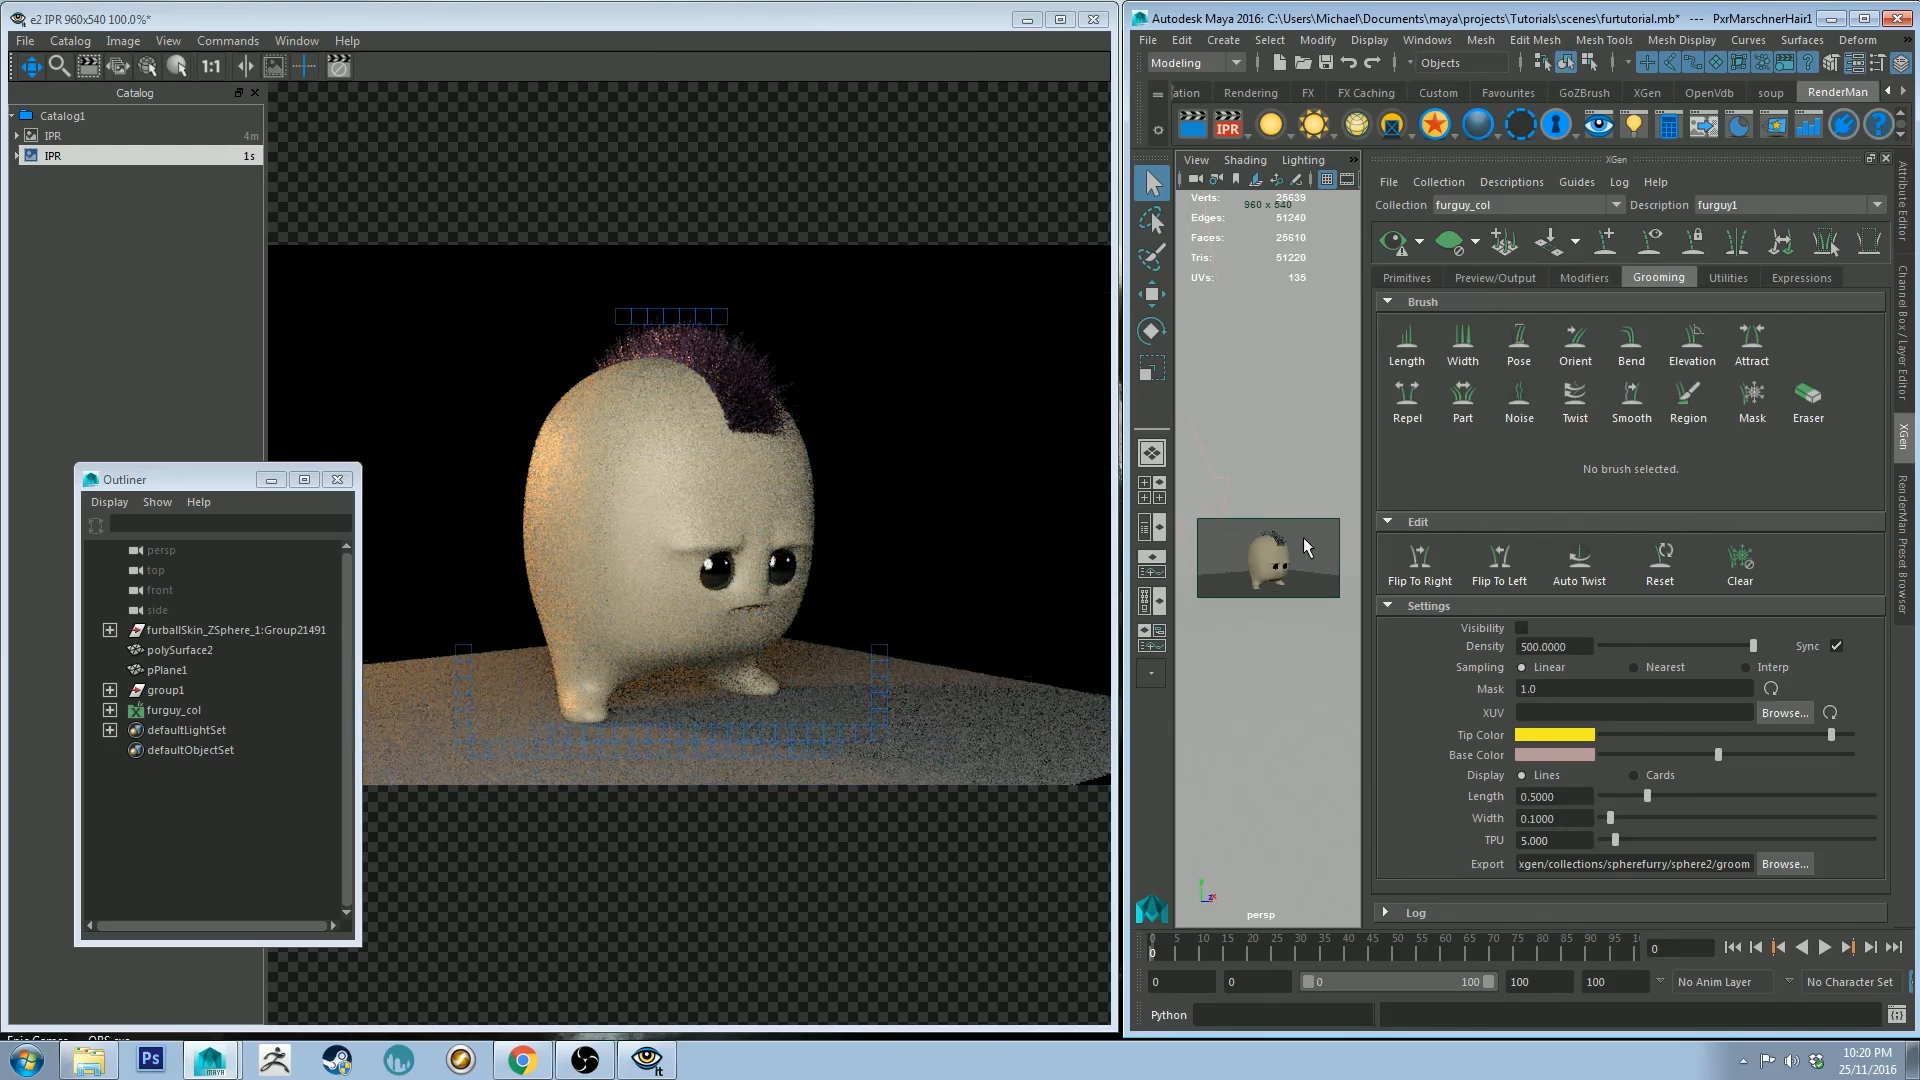 e2 IPR 960x540 100.0%*
File Catalog Image View Commands Window Help
1:1
Catalog
Catalog1
IPR 4m
IPR 1s
Outliner
Display Show Help
persp
top
front
side
furballSkin_ZSphere_1:Group21491
polySurface2
pPlane1
group1
furguy_col
defaultLightSet
defaultObjectSet
Autodesk Maya 2016: C:\Users\Michael\Documents\maya\projects\Tutorials\scenes\furtutorial.mb* --- PxrMarschnerHair1
File Edit Create Select Modify Display Windows Mesh Edit Mesh Mesh Tools Mesh Display Curves Surfaces Deform »
Modeling Objects
ation Rendering FX FX Caching Custom Favourites GoZBrush XGen OpenVdb soup RenderMan
IPR
View Shading Lighting »
Verts: 25639
960 x 540
Edges: 51240
Faces: 25610
Tris: 51220
UVs: 135
persp
XGen
File Collection Descriptions Guides Log Help
Collection furguy_col Description furguy1
Primitives Preview/Output Modifiers Grooming Utilities Expressions
Brush
Length Width Pose Orient Bend Elevation Attract
Repel Part Noise Twist Smooth Region Mask Eraser
No brush selected.
Edit
Flip To Right Flip To Left Auto Twist Reset Clear
Settings
Visibility
Density 500.0000 Sync
Sampling Linear Nearest Interp
Mask 1.0
XUV Browse...
Tip Color
Base Color
Display Lines Cards
Length 0.5000
Width 0.1000
TPU 5.000
Export xgen/collections/spherefurry/sphere2/groom Browse...
Log
Attribute Editor
Channel Box / Layer Editor
XGen
RenderMan Preset Browser
0 5 10 15 20 25 30 35 40 45 50 55 60 65 70 75 80 85 90 95 1
0
0
0 0 0 100 100 100 No Anim Layer No Character Set
Python
Ps
MAYA
it
10:20 PM
25/11/2016